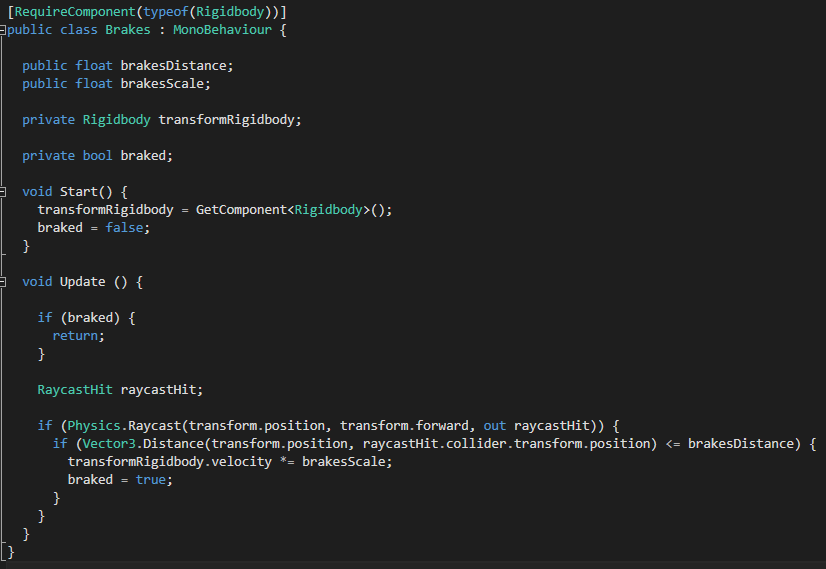 [RequireComponent(typeof(Rigidbody))]
public class Brakes : MonoBehaviour {
public float brakesDistance;
public float brakesScale;
private Rigidbody transformRigidbody;
private bool braked;
void Start() {
transformRigidbody = GetComponent<Rigidbody>();
braked = false;
}
void Update () {
if (braked) {
return;
}
RaycastHit raycastHit;
if (Physics.Raycast(transform.position, transform.forward, out raycastHit)) {
if (Vector3.Distance(transform.position, raycastHit.collider.transform.position) <= brakesDistance) {
transformRigidbody.velocity *= brakesScale;
braked = true;
}
}
}
}